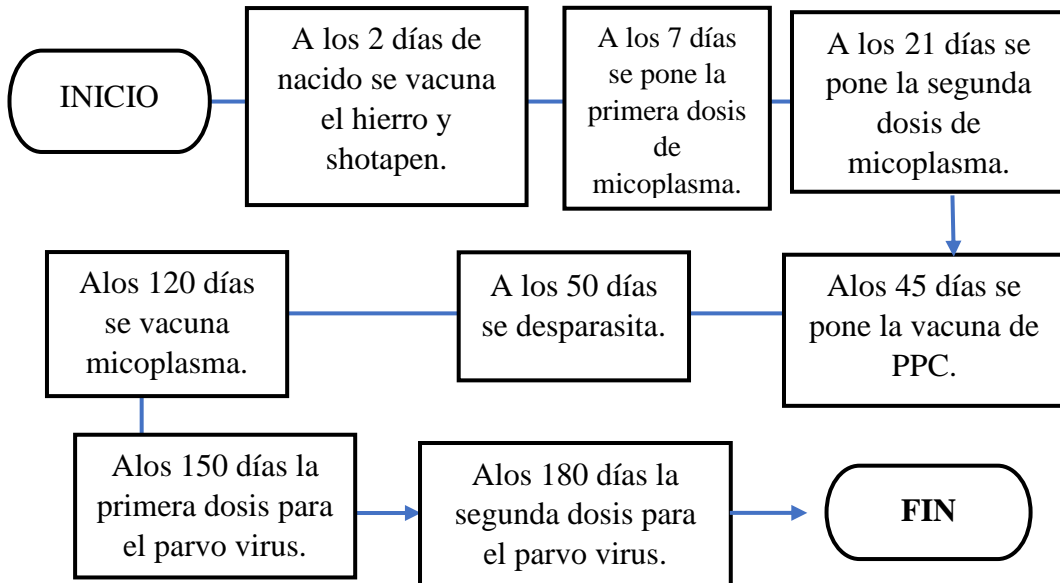 INICIO
A los 2 días de
nacido se vacuna
el hierro y
shotapen.
A los 7 días
se pone la
primera dosis
de
micoplasma.
A los 21 días se
pone la segunda
dosis de
micoplasma.
Alos 45 días se
pone la vacuna de
PPC.
A los 50 días
se desparasita.
Alos 120 días
se vacuna
micoplasma.
Alos 150 días la
primera dosis para
el parvo virus.
Alos 180 días la
segunda dosis para
el parvo virus.
FIN